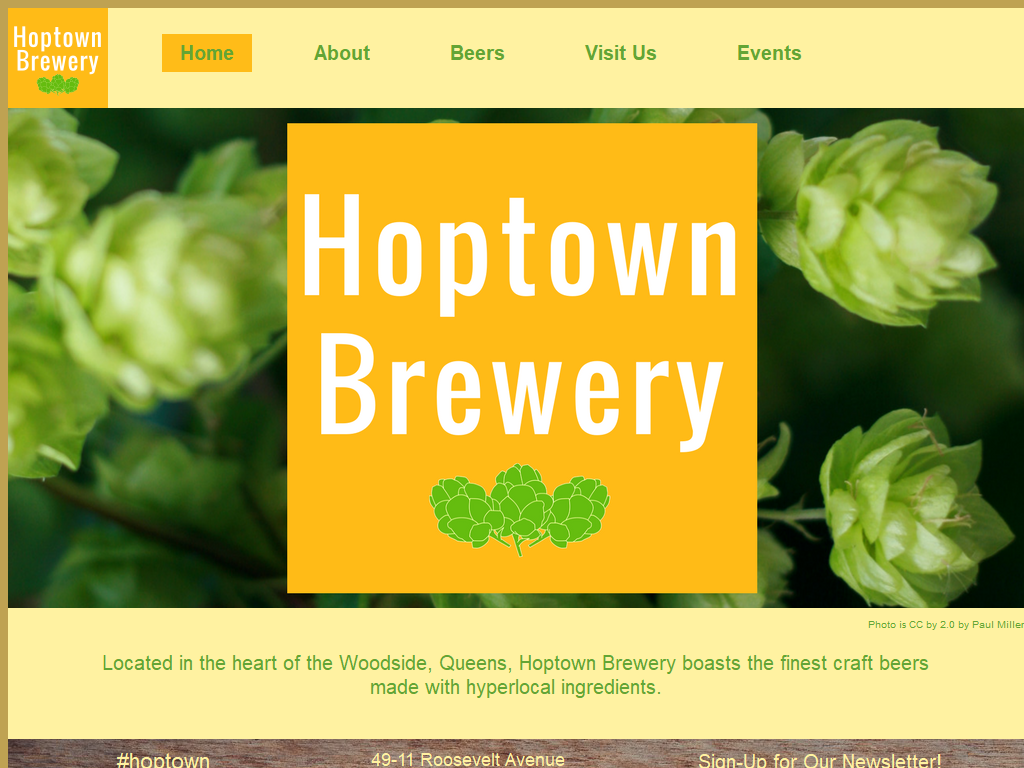 Hoptown
Brewery
Home
About
Beers
Visit Us
Events
Hoptown
Brewery
Photo is CC by 2.0 by Paul Miller
Located in the heart of the Woodside, Queens, Hoptown Brewery boasts the finest craft beers
made with hyperlocal ingredients.
#hoptown
49-11 Roosevelt Avenue
Sign-Up for Our Newsletter!